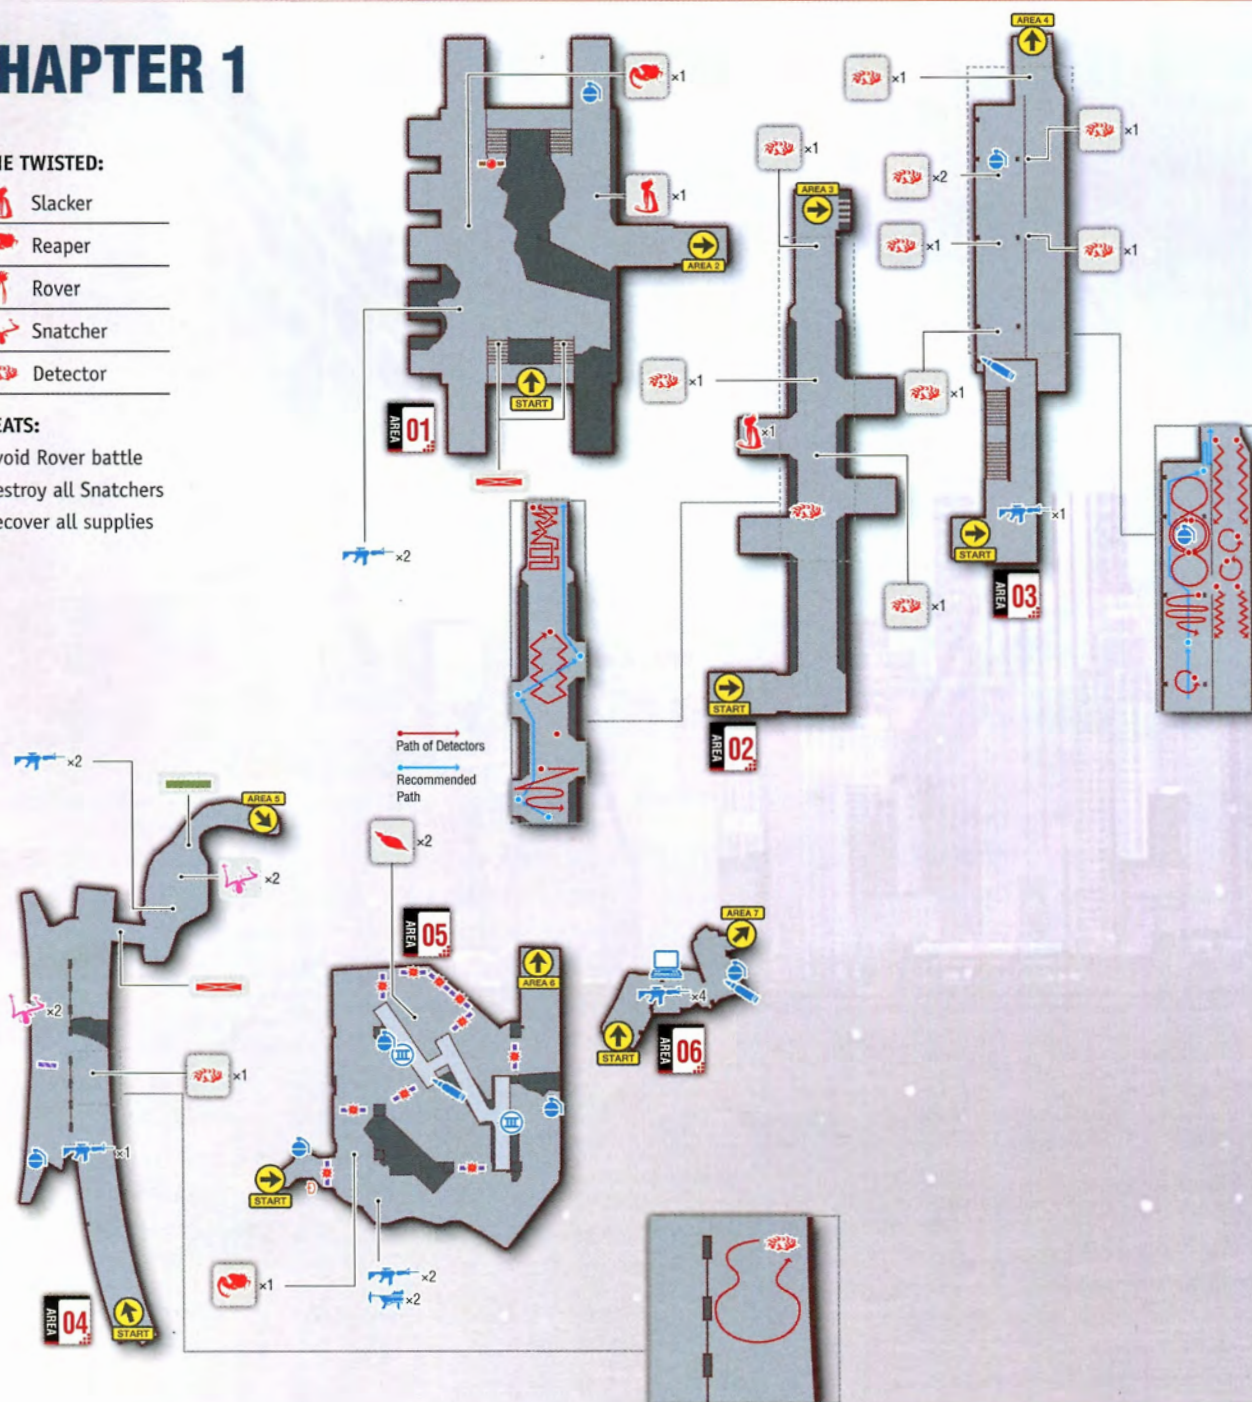 HAPTER 1
HE TWISTED:
Slacker
Reaper
Rover
Snatcher
Detector
EATS:
void Rover battle
estroy all Snatchers
ecover all supplies
×1
×1
AREA 2
START
AREA 01
×2
AREA 3
×1
×1
×1
×1
START
AREA 02
AREA 4
×1
×1
×2
×1
×1
×1
×1
START
AREA 03
Path of Detectors
Recommended
Path
×2
AREA 5
×2
×2
×1
×1
START
AREA 04
×2
AREA 05
AREA 6
START
×1
×2
×2
AREA 7
×4
START
AREA 06